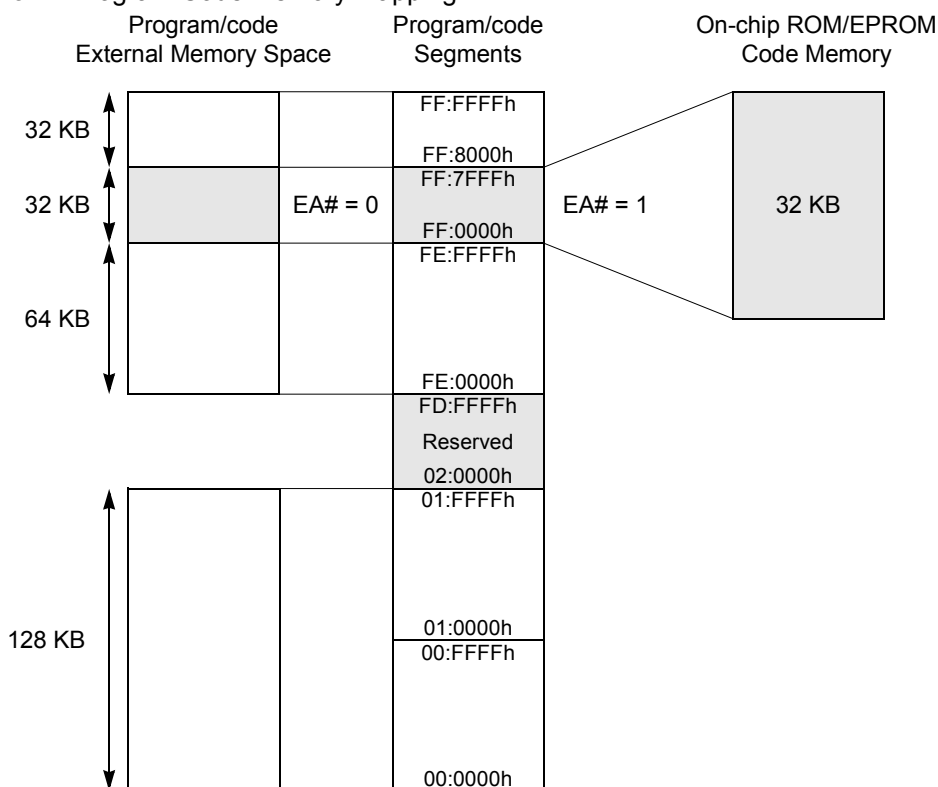 Program/code
External Memory Space
Program/code
Segments
On-chip ROM/EPROM
Code Memory
32 KB
32 KB
64 KB
128 KB
EA# = 0
FF:FFFFh
FF:8000h
FF:7FFFh
FF:0000h
FE:FFFFh
FE:0000h
FD:FFFFh
Reserved
02:0000h
01:FFFFh
01:0000h
00:FFFFh
00:0000h
EA# = 1
32 KB